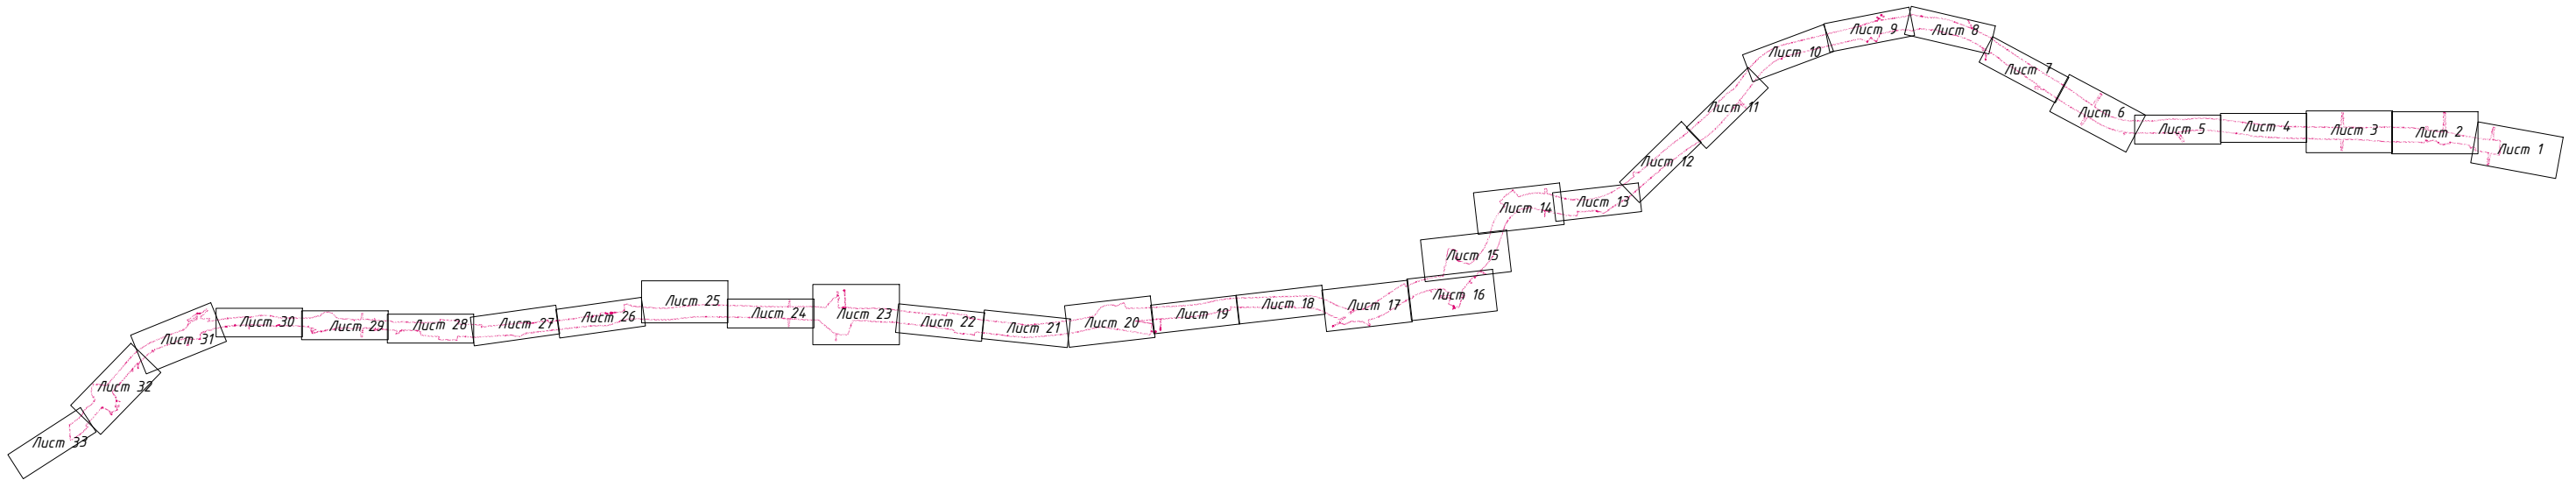 Лист 1
Лист 2
Лист 3
Лист 4
Лист 5
Лист 6
Лист 7
Лист 8
Лист 9
Лист 10
Лист 11
Лист 12
Лист 13
Лист 14
Лист 15
Лист 16
Лист 17
Лист 18
Лист 19
Лист 20
Лист 21
Лист 22
Лист 23
Лист 24
Лист 25
Лист 26
Лист 27
Лист 28
Лист 29
Лист 30
Лист 31
Лист 32
Лист 33